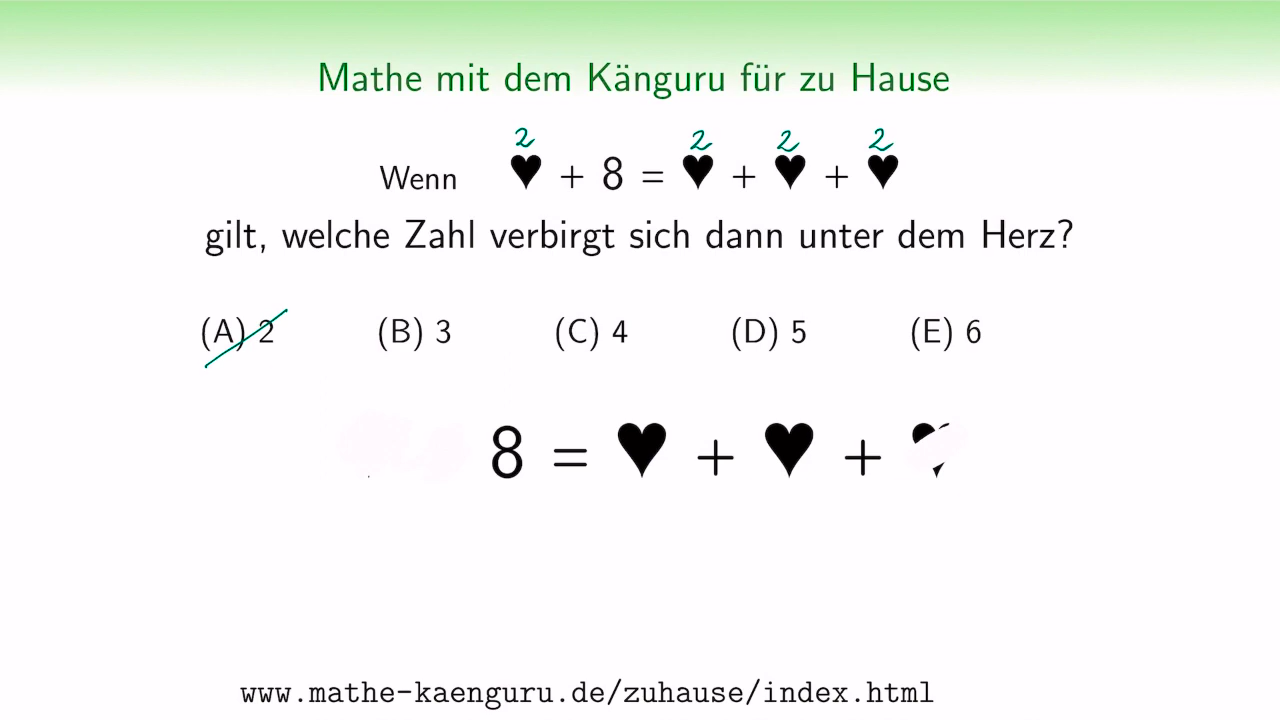 Mathe mit dem Känguru für zu Hause
2 2 2 2
Wenn ♥ + 8 = ♥ + ♥ + ♥
gilt, welche Zahl verbirgt sich dann unter dem Herz?
(A) 2 (B) 3 (C) 4 (D) 5 (E) 6
8 = ♥ + ♥ + ♥
www.mathe-kaenguru.de/zuhause/index.html